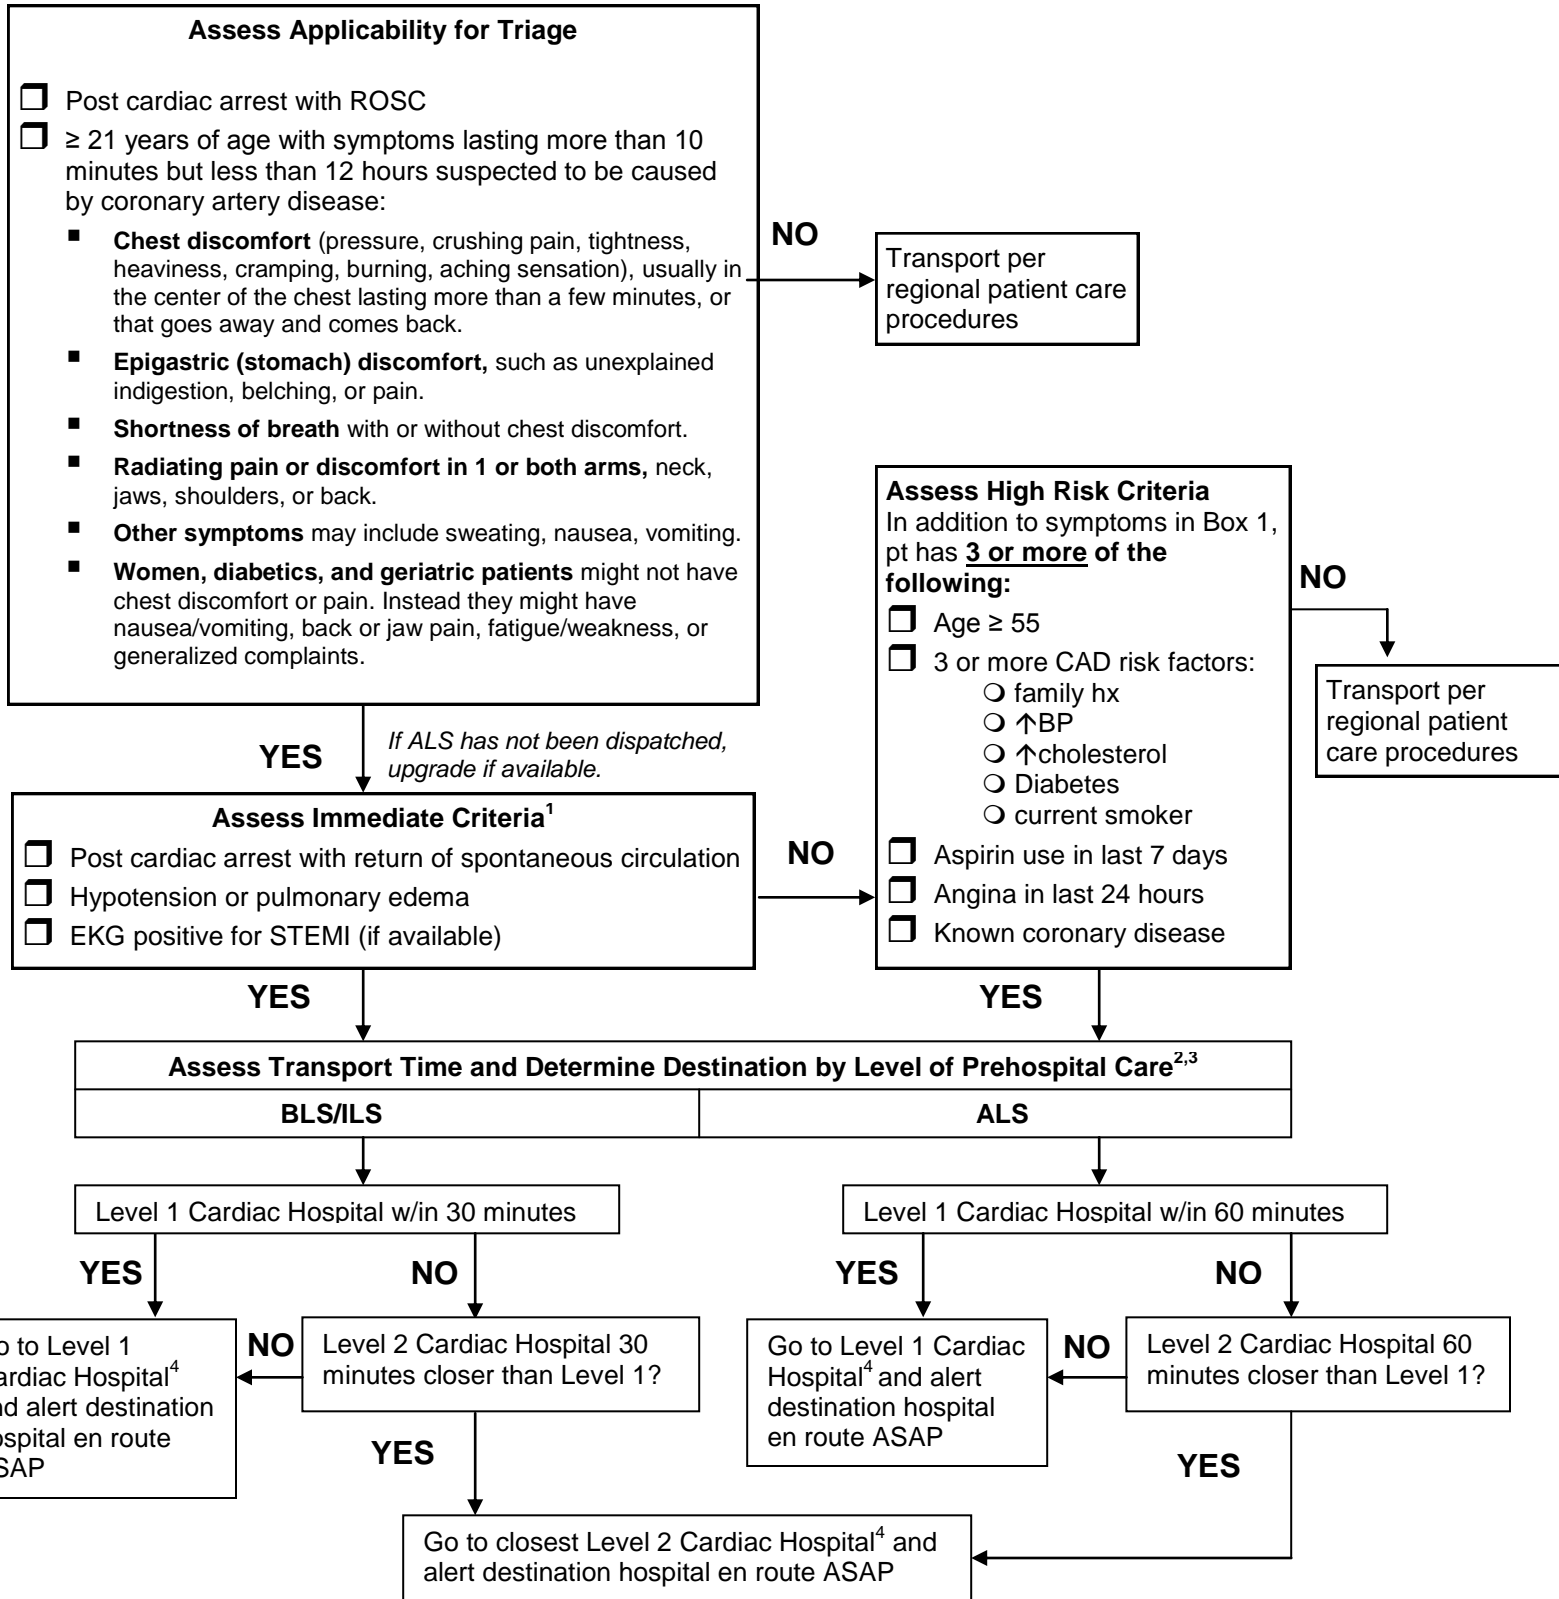 Assess Applicability for Triage
Post cardiac arrest with ROSC
≥ 21 years of age with symptoms lasting more than 10
minutes but less than 12 hours suspected to be caused
by coronary artery disease:
Chest discomfort (pressure, crushing pain, tightness,
heaviness, cramping, burning, aching sensation), usually in
the center of the chest lasting more than a few minutes, or
that goes away and comes back.
Epigastric (stomach) discomfort, such as unexplained
indigestion, belching, or pain.
Shortness of breath with or without chest discomfort.
Radiating pain or discomfort in 1 or both arms, neck,
jaws, shoulders, or back.
Other symptoms may include sweating, nausea, vomiting.
Women, diabetics, and geriatric patients might not have
chest discomfort or pain. Instead they might have
nausea/vomiting, back or jaw pain, fatigue/weakness, or
generalized complaints.
NO
Transport per
regional patient care
procedures
YES
If ALS has not been dispatched,
upgrade if available.
Assess Immediate Criteria1
Post cardiac arrest with return of spontaneous circulation
Hypotension or pulmonary edema
EKG positive for STEMI (if available)
NO
Assess High Risk Criteria
In addition to symptoms in Box 1,
pt has 3 or more of the
following:
Age ≥ 55
3 or more CAD risk factors:
family hx
↑BP
↑cholesterol
Diabetes
current smoker
Aspirin use in last 7 days
Angina in last 24 hours
Known coronary disease
NO
Transport per
regional patient
care procedures
YES
YES
Assess Transport Time and Determine Destination by Level of Prehospital Care2,3
BLS/ILS
ALS
Level 1 Cardiac Hospital w/in 30 minutes
Level 1 Cardiac Hospital w/in 60 minutes
YES
NO
YES
NO
o to Level 1
ardiac Hospital4
nd alert destination
ospital en route
SAP
NO
Level 2 Cardiac Hospital 30
minutes closer than Level 1?
Go to Level 1 Cardiac
Hospital4 and alert
destination hospital
en route ASAP
NO
Level 2 Cardiac Hospital 60
minutes closer than Level 1?
YES
YES
Go to closest Level 2 Cardiac Hospital4 and
alert destination hospital en route ASAP